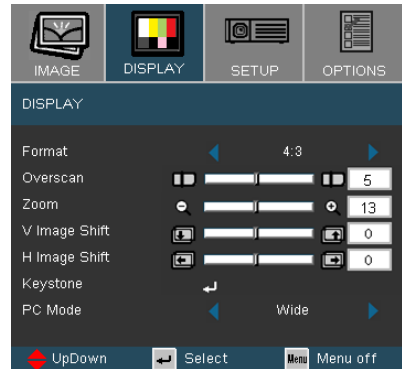 IMAGE DISPLAY SETUP OPTIONS
DISPLAY
Format 4:3
Overscan 5
Zoom 13
V Image Shift 0
H Image Shift 0
Keystone
PC Mode Wide
UpDown Select Menu Menu off